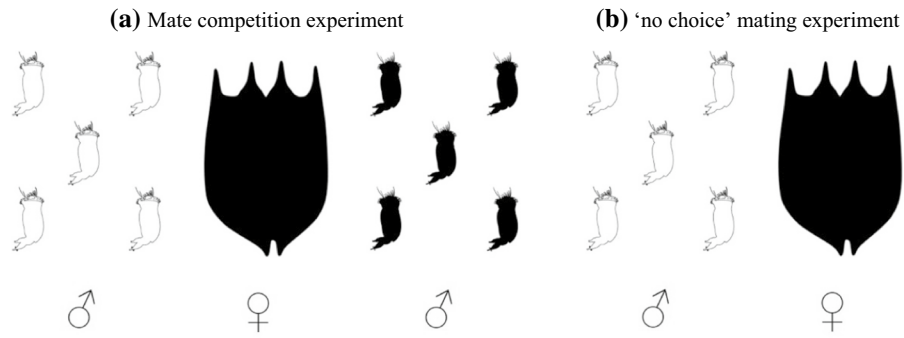 (a) Mate competition experiment
(b) ‘no choice’ mating experiment